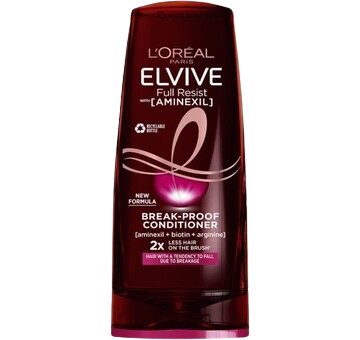 L'ORÉAL
PARIS
ELVIVE
Full Resist
WITH [AMINEXIL]
RECYCLABLE
BOTTLE
NEW
FORMULA
BREAK-PROOF
CONDITIONER
[aminexil + biotin + arginine]
2x LESS HAIR
ON THE BRUSH
HAIR WITH A TENDENCY TO FALL
DUE TO BREAKAGE